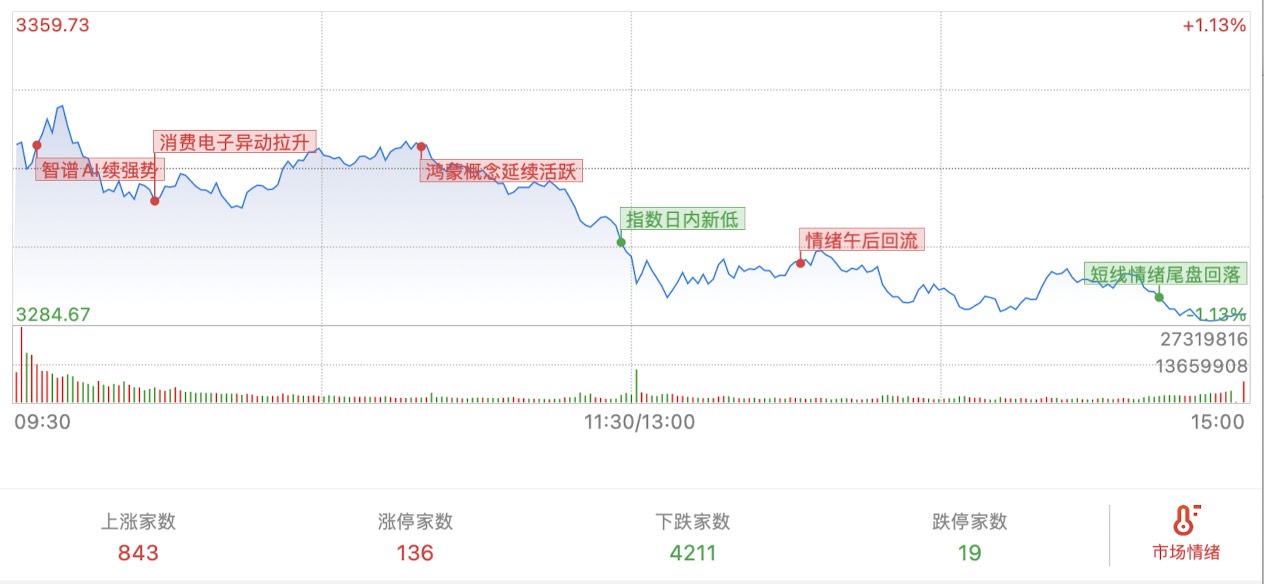 3359.73
+1.13%
消费电子异动拉升
智谱AI续强势
鸿蒙概念延续活跃
指数日内新低
情绪午后回流
短线情绪尾盘回落
3284.67
-1.13%
27319816
13659908
09:30
11:30/13:00
15:00
上涨家数
涨停家数
下跌家数
跌停家数
843
136
4211
19
市场情绪